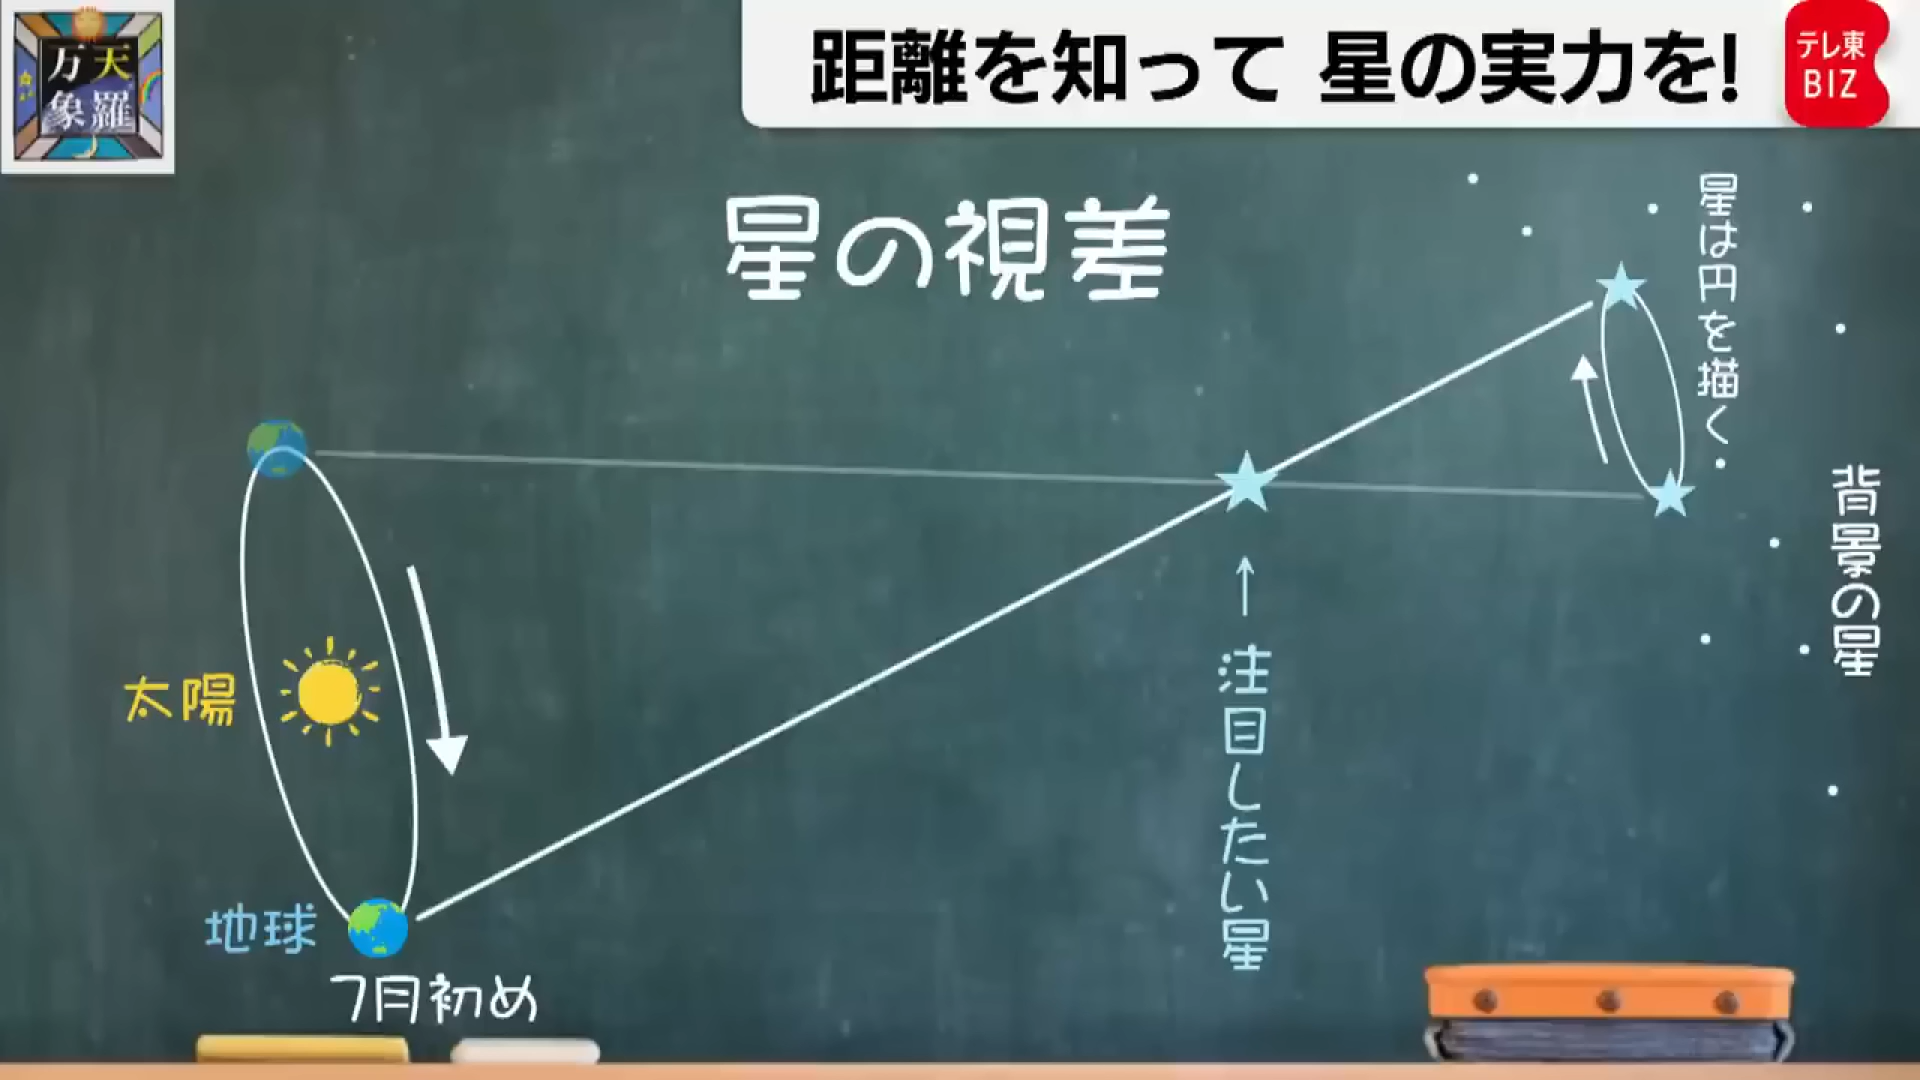 天羅
万象
距離を知って 星の実力を!
テレ東
BIZ
星の視差
星は円を描く
背景の星
太陽
↑注目したい星
地球
7月初め